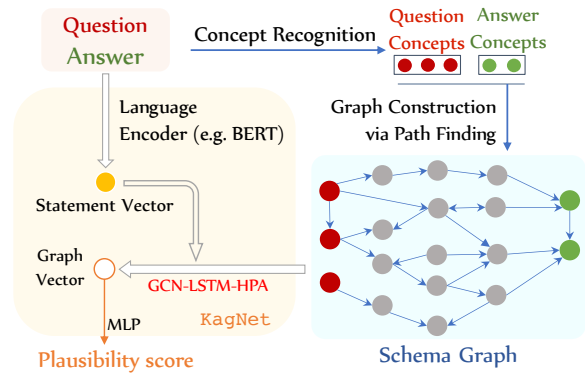 Question
Answer
Concept Recognition
Question
Concepts
Answer
Concepts
Language
Encoder (e.g. BERT)
Graph Construction
via Path Finding
Statement Vector
Graph
Vector
GCN-LSTM-HPA
MLP
KagNet
Plausibility score
Schema Graph